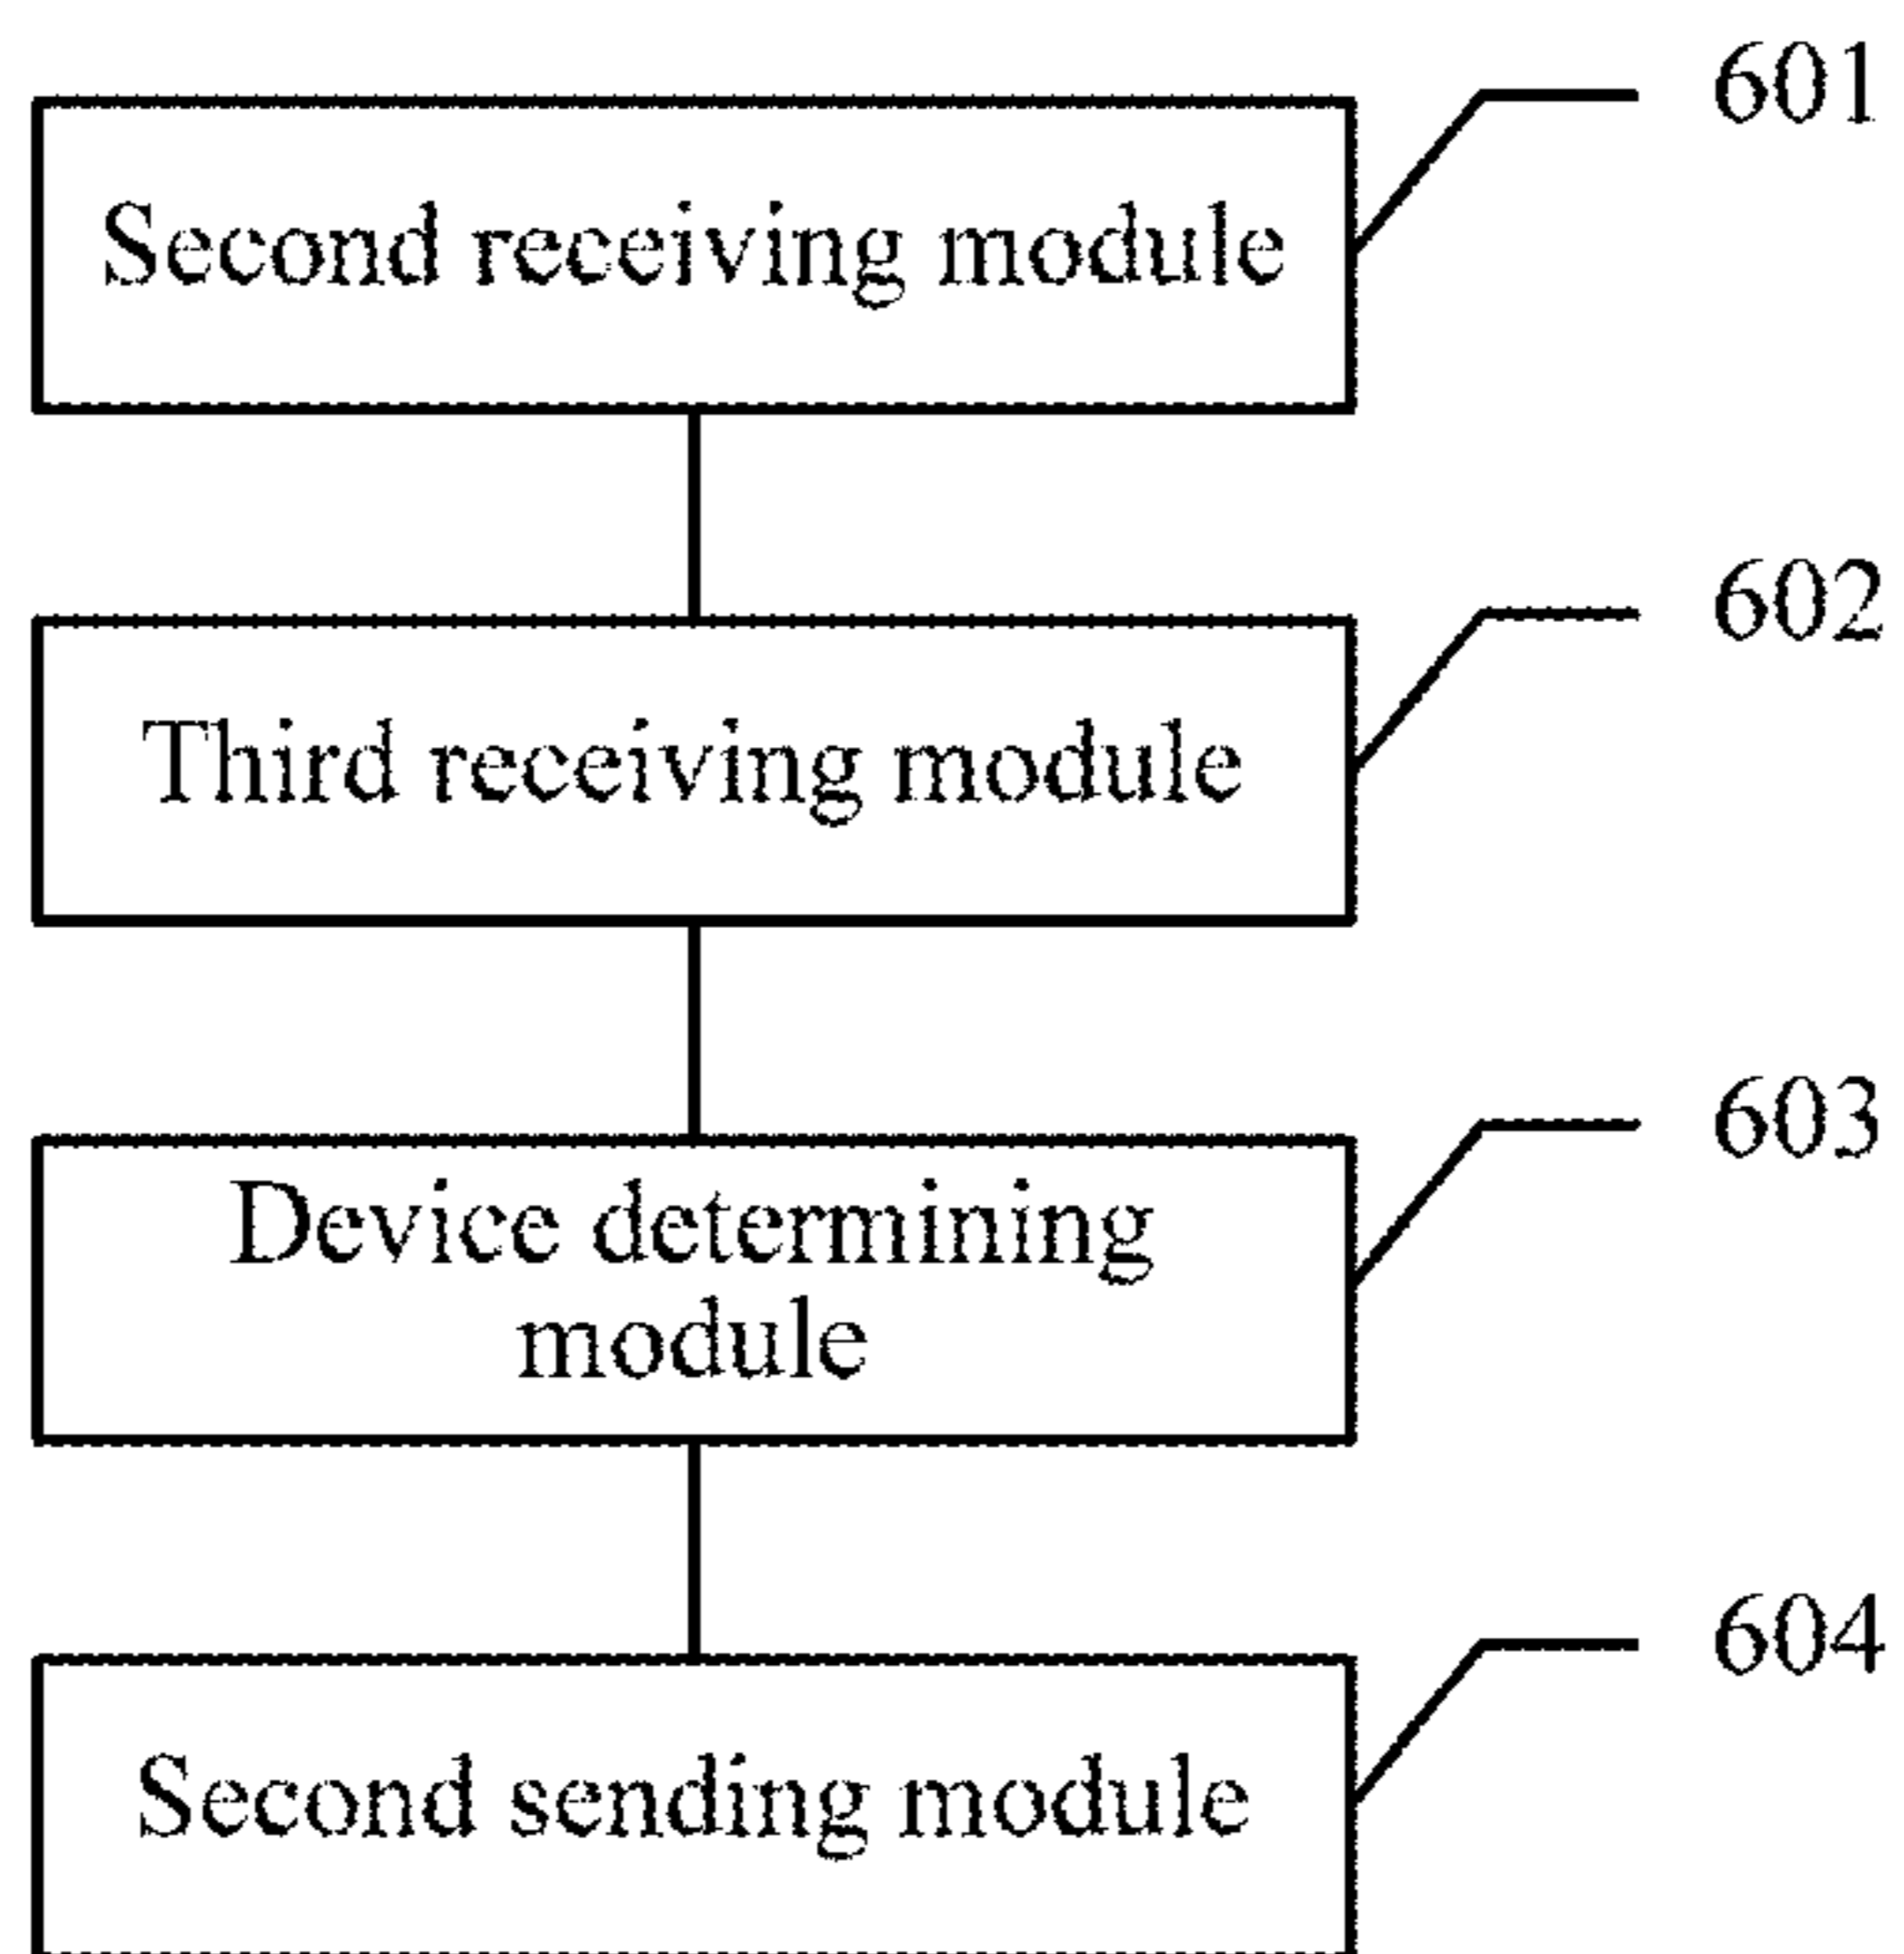 601
Second receiving module
602
Third receiving module
603
Device determining
module
604
Second sending module